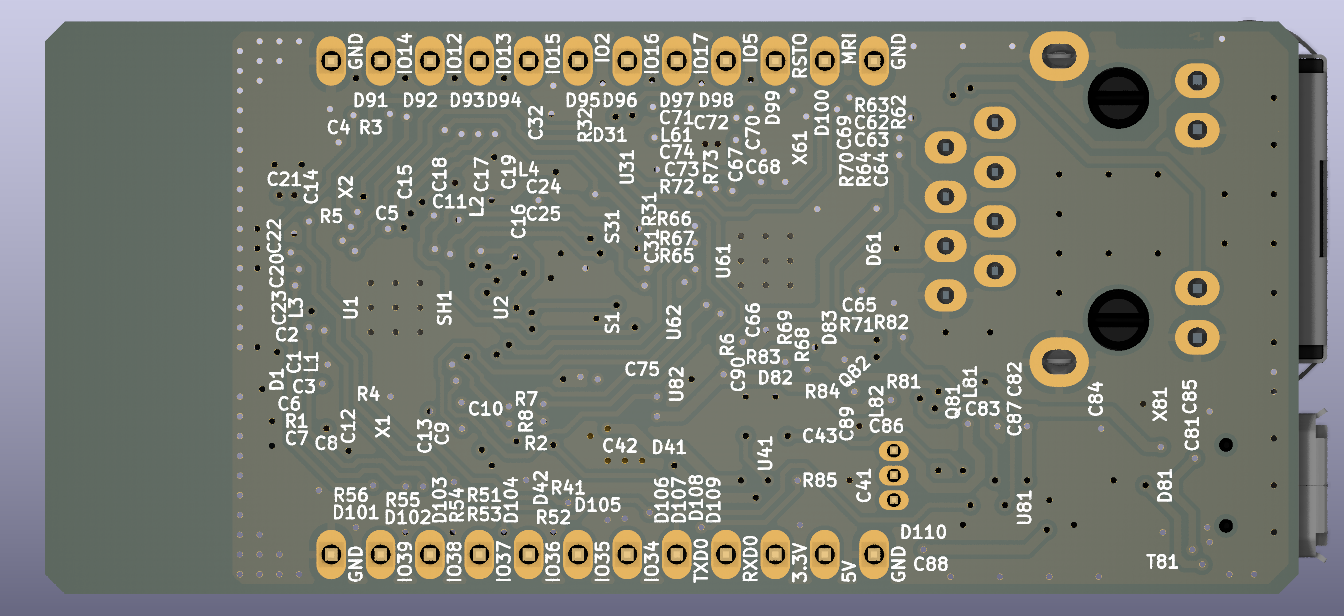 GND IO14 IO12 IO13 IO15 IO2 IO16 IO17 IO5 RST0 MRI GND
D91 D92 D93 D94 D95 D96 D97 D98 D99 D100 R63 R62
C4 R3 C32 R32 D31 C71 C72 C70 C69 C62
L61 X61 C63
C74 C73 R73 C67 C68 R70 R64 C64
C21 C14 X2 C15 C18 C17 C19 L4 C24 U31 R72
R5 C5 C11 L2 C16 C25 S31 R31 R66
C22 C31 R67 U61 D61
C20 R65
C23 L3 U1 SH1 U2 S1 U62 C66 R69 D83 C65
C2 R6 R68 R71 R82
C1 L1 R83
D1 C3 C75 U82 C90 D82 Q82
C6 R4 R7 R84 L82 R81 Q81 L81 C82 C84 X81 C85
R1 C10 R8 C83
C7 C8 C12 X1 C13 C9 R2 C42 D41 U41 C43 C89 C86 C87 C81
R56 R55 D103 R54 R51 D104 D42 R41 R85 C41 U81 D81
D101 D102 R53 R52 D105 D106 D107 D108 D109 D110
C88 T81
GND IO39 IO38 IO37 IO36 IO35 IO34 TXD0 RXD0 3.3V 5V GND